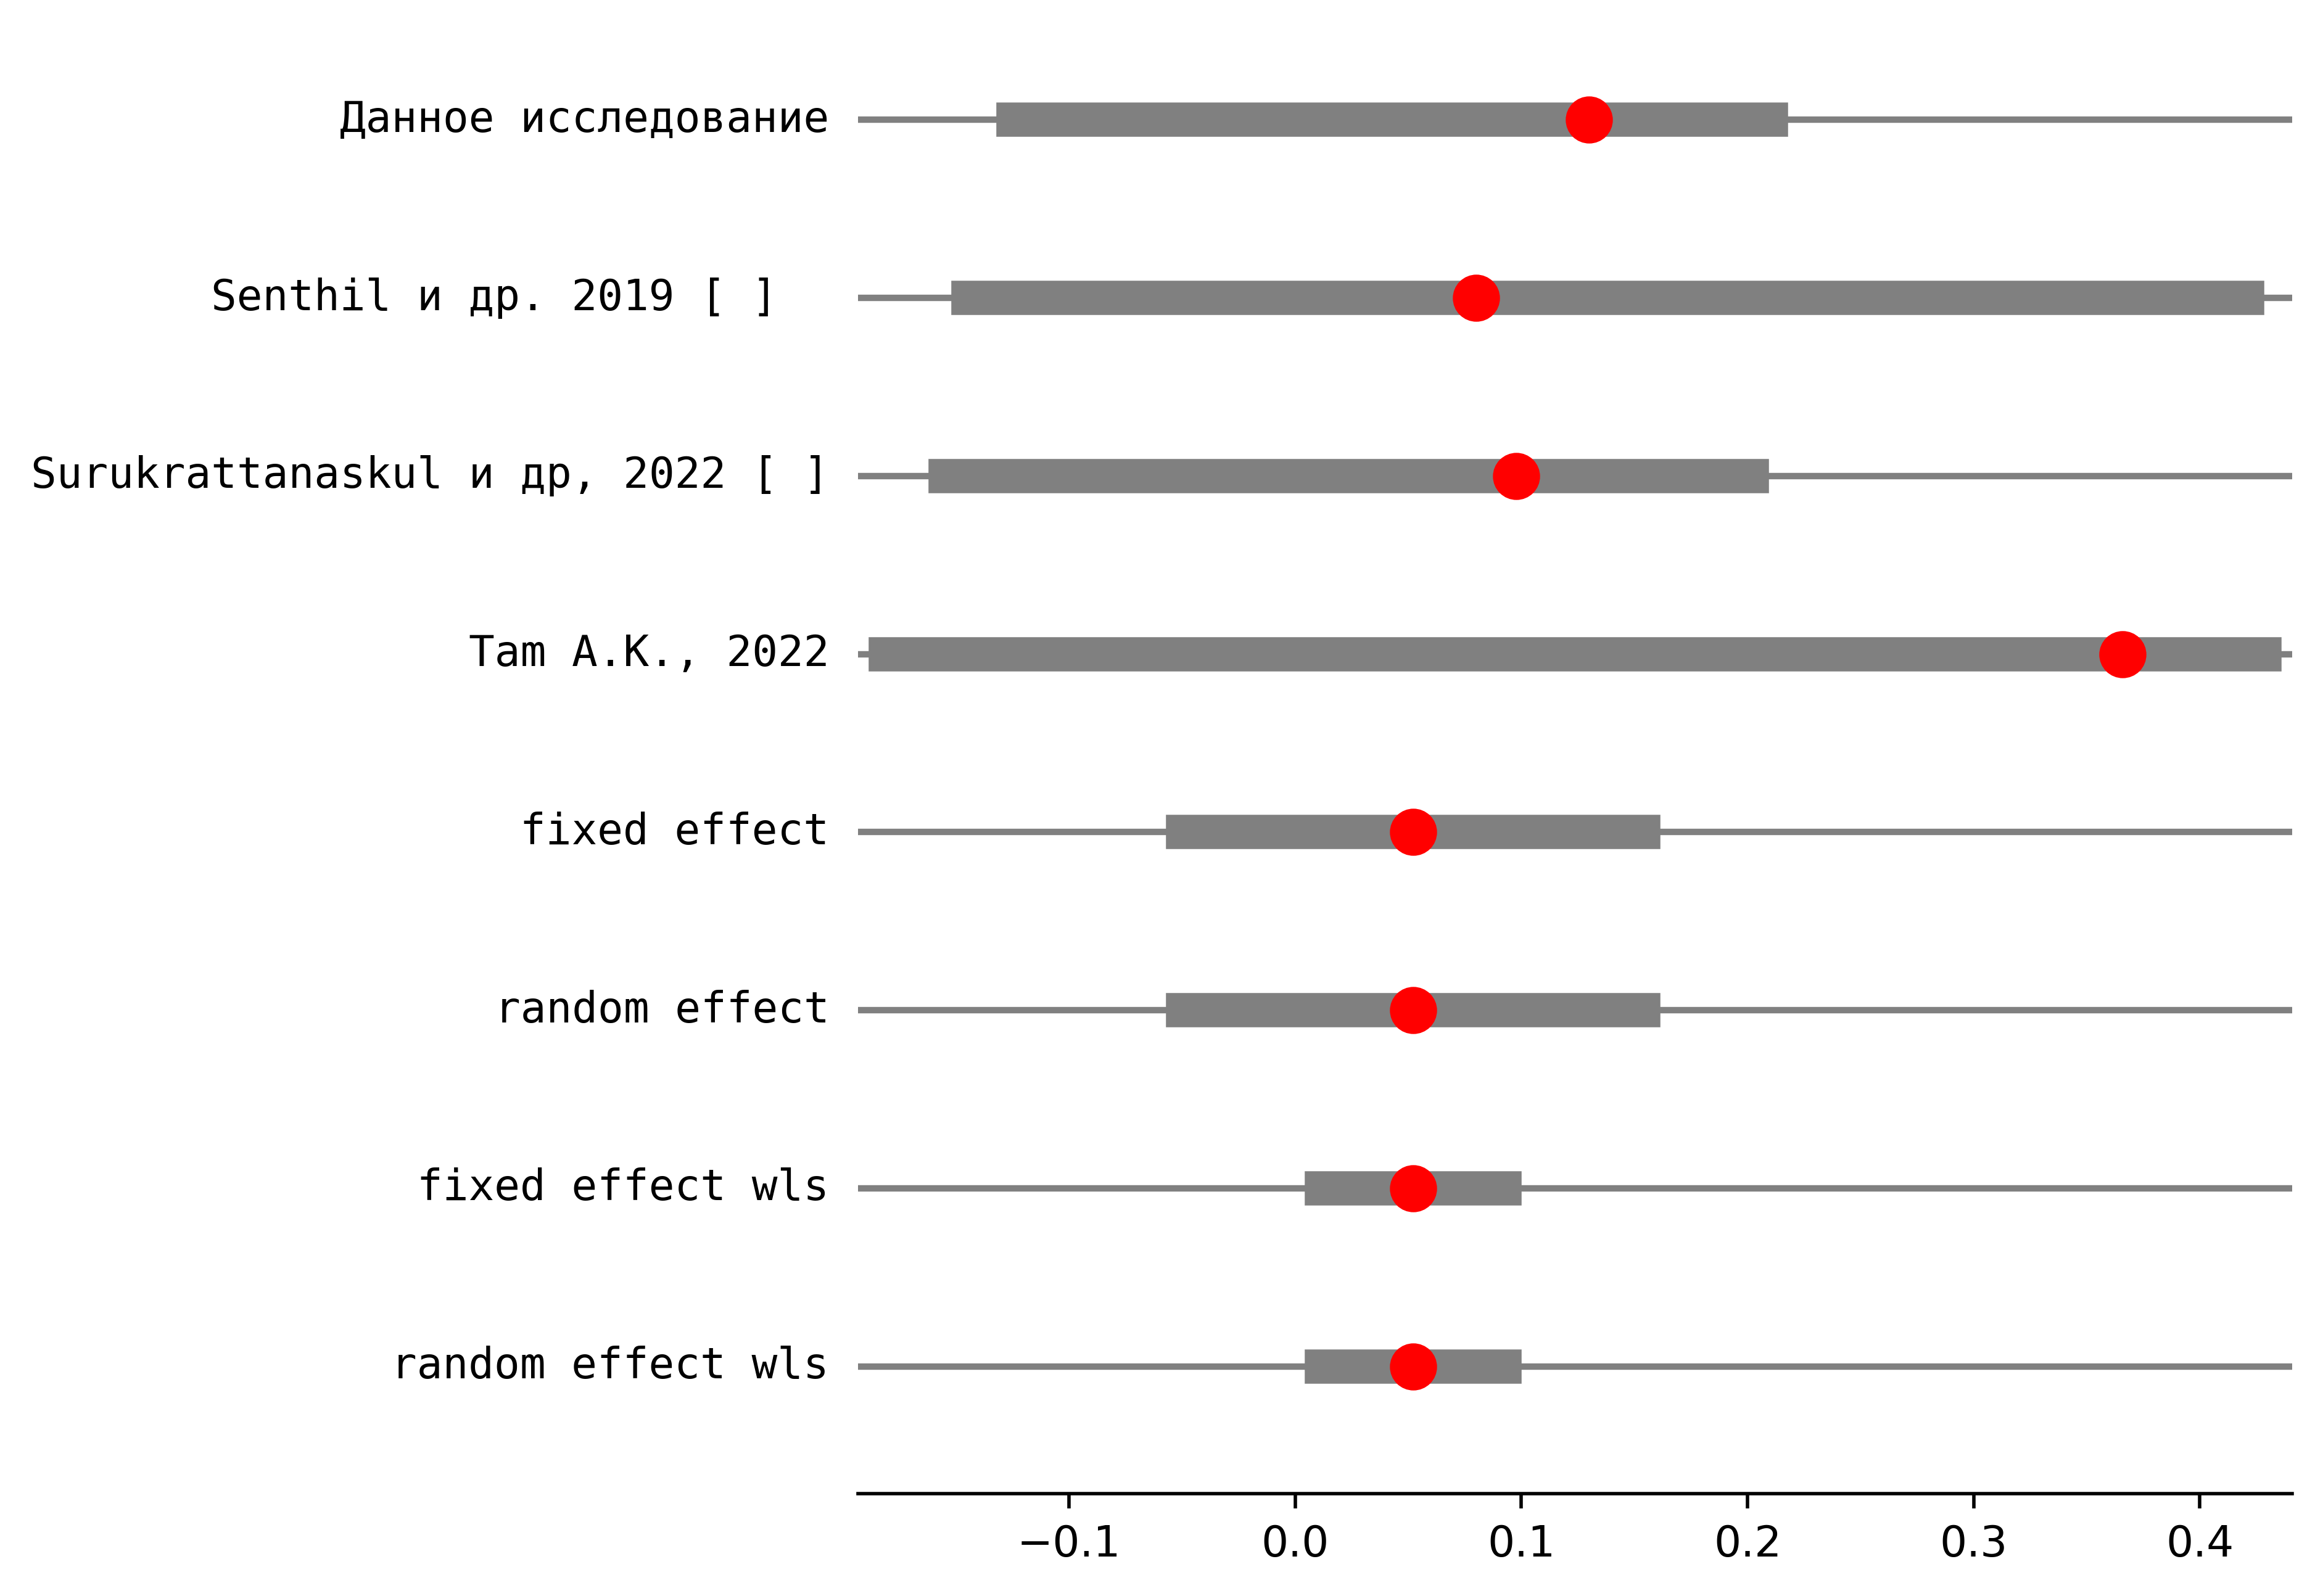 Данное исследование
Senthil и др. 2019 [ ]
Surukrattanaskul и др, 2022 [ ]
Tam A.K., 2022
fixed effect
random effect
fixed effect wls
random effect wls
−0.1 0.0 0.1 0.2 0.3 0.4